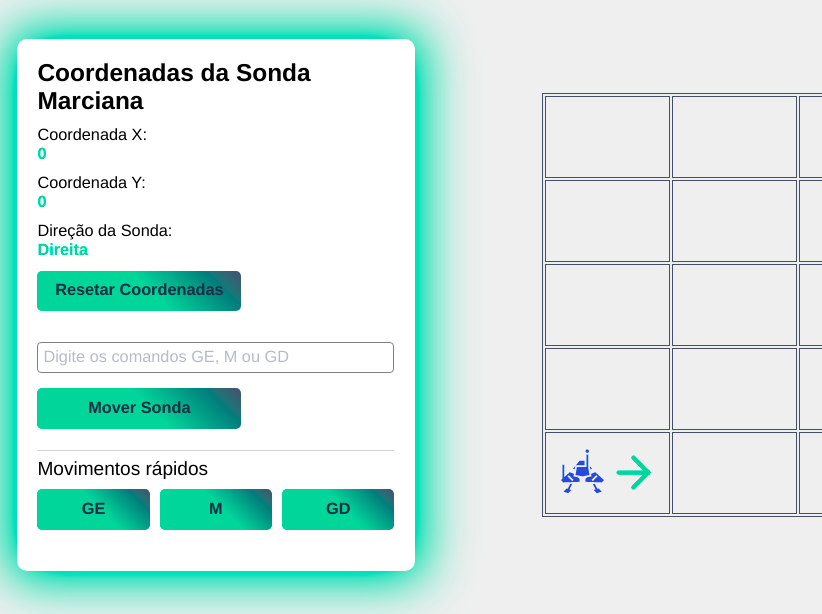 Coordenadas da Sonda
Marciana
Coordenada X:
0
Coordenada Y:
0
Direção da Sonda:
Direita
Resetar Coordenadas
Digite os comandos GE, M ou GD
Mover Sonda
Movimentos rápidos
GE M GD